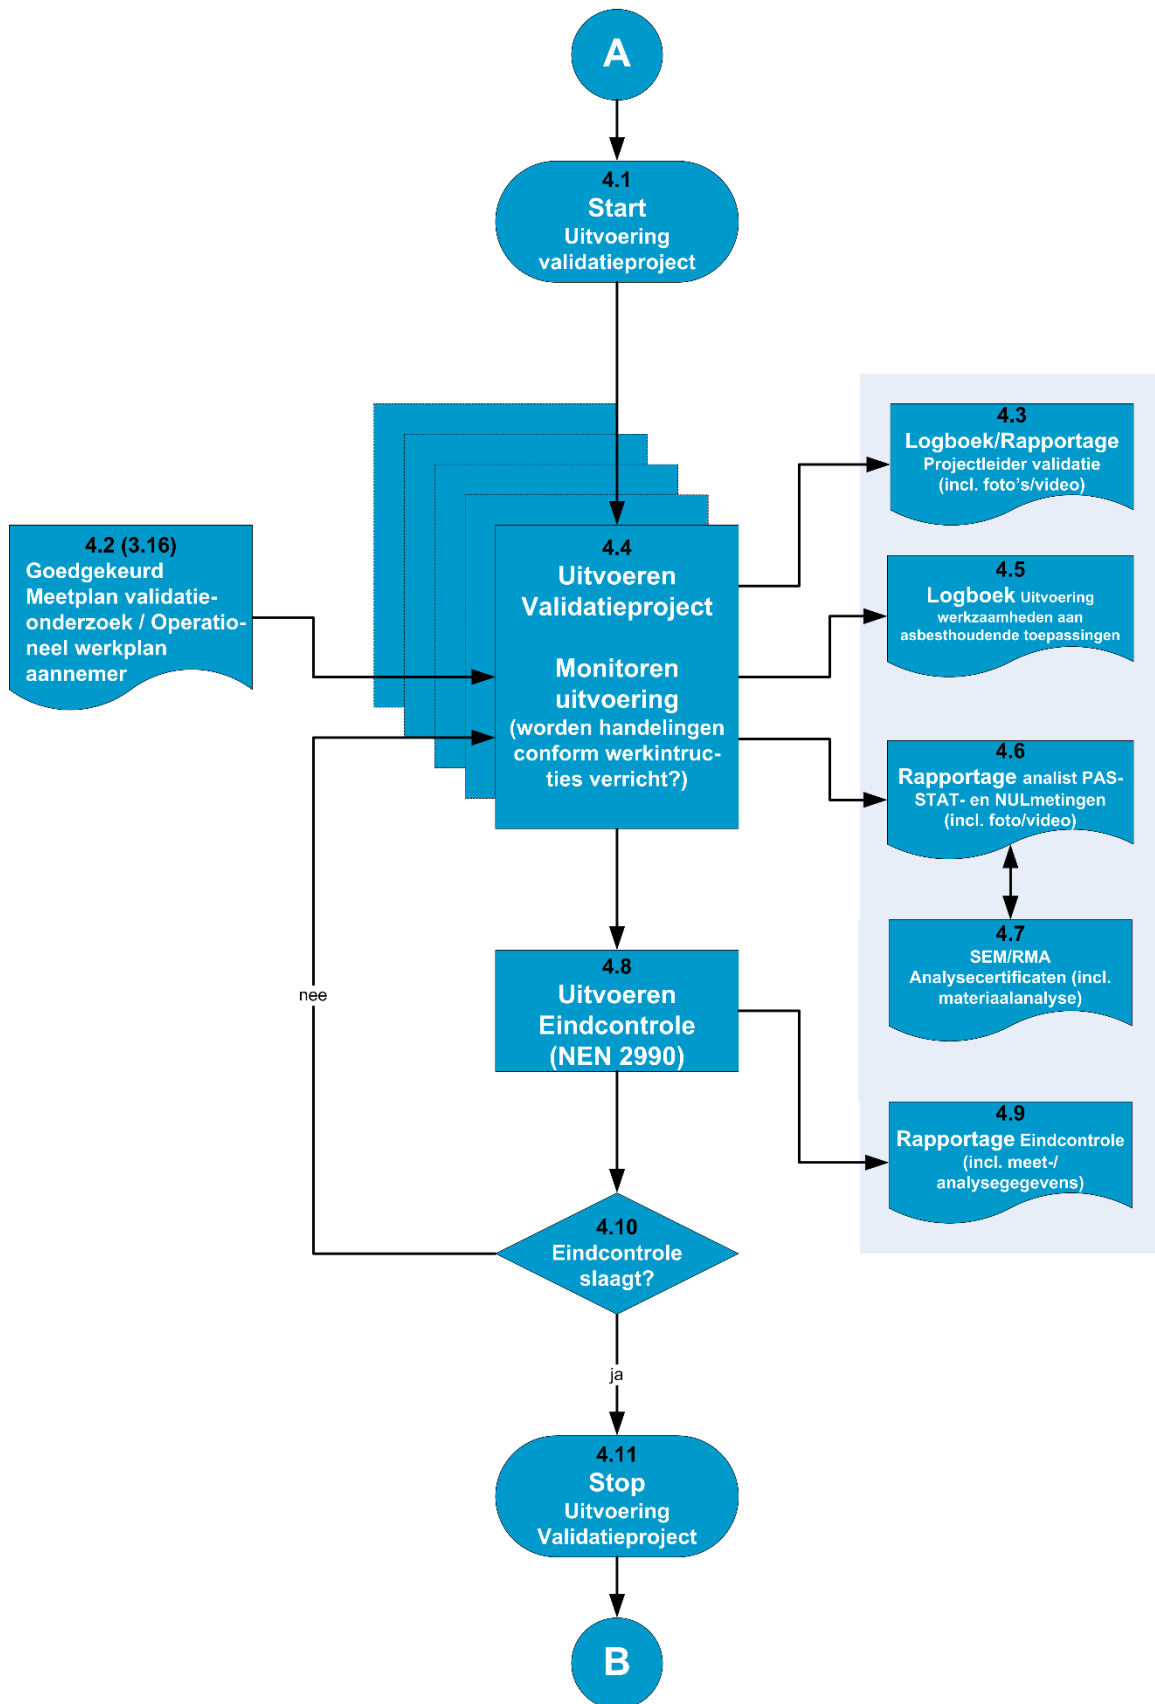 A
4.1
Start
Uitvoering
validatieproject
4.3
Logboek/Rapportage
Projectleider validatie
(incl. foto's/video)
4.2 (3.16)
Goedgekeurd
Meetplan validatie-
onderzoek / Operatio-
neel werkplan
aannemer
4.4
Uitvoeren
Validatieproject
Monitoren
uitvoering
(worden handelingen
conform werkintruc-
ties verricht?)
4.5
Logboek Uitvoering
werkzaamheden aan
asbesthoudende toepassingen
4.6
Rapportage analist PAS-
STAT- en NULmetingen
(incl. foto/video)
4.7
SEM/RMA
Analysecertificaten (incl.
materiaalanalyse)
nee
4.8
Uitvoeren
Eindcontrole
(NEN 2990)
4.9
Rapportage Eindcontrole
(incl. meet-/
analysegegevens)
4.10
Eindcontrole
slaagt?
ja
4.11
Stop
Uitvoering
Validatieproject
B